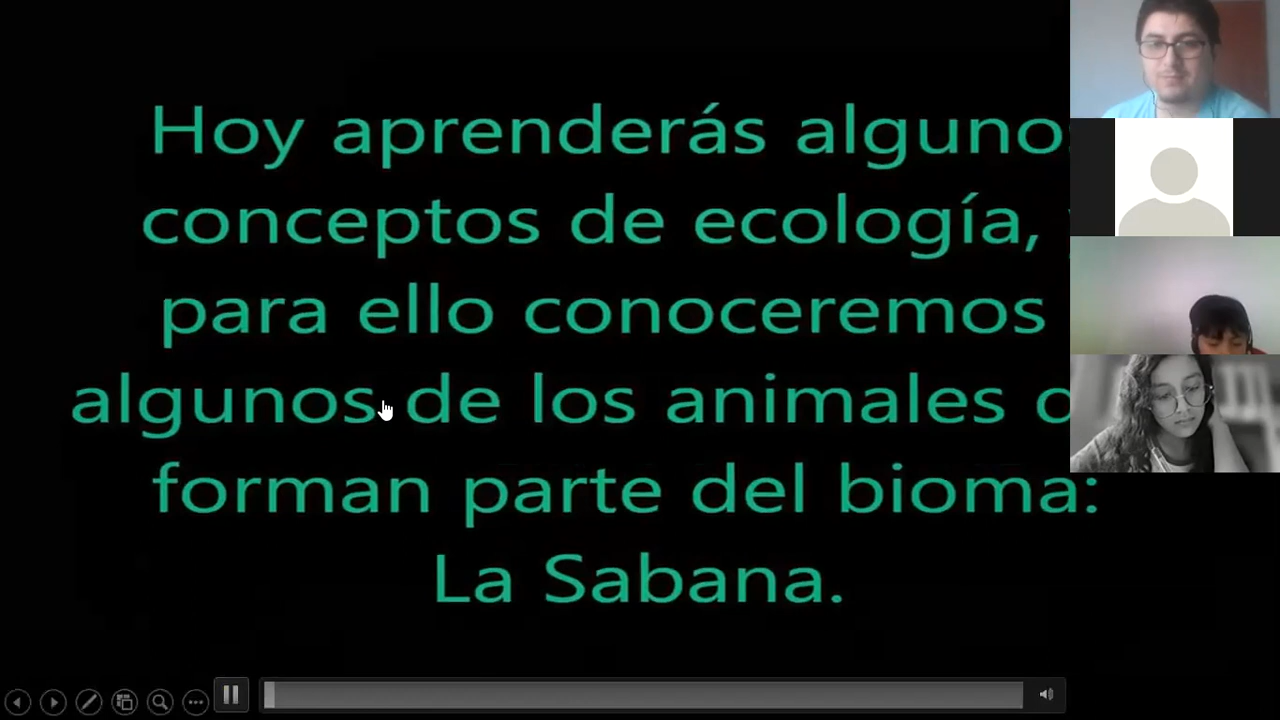 Hoy aprenderás alguno
conceptos de ecología,
para ello conoceremos
algunos de los animales
forman parte del bioma:
La Sabana.